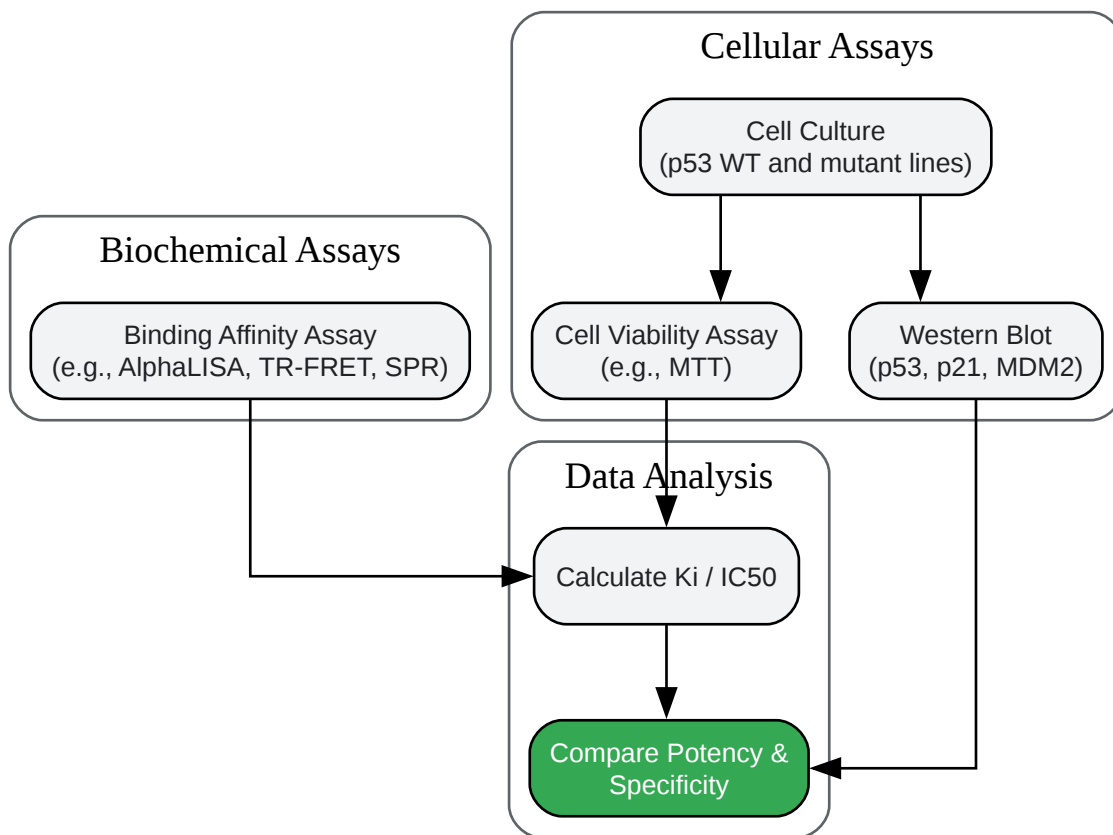 Cellular Assays
Cell Culture
(p53 WT and mutant lines)
Biochemical Assays
Binding Affinity Assay
(e.g., AlphaLISA, TR-FRET, SPR)
Cell Viability Assay
(e.g., MTT)
Western Blot
(p53, p21, MDM2)
Data Analysis
Calculate Ki / IC50
Compare Potency &
Specificity